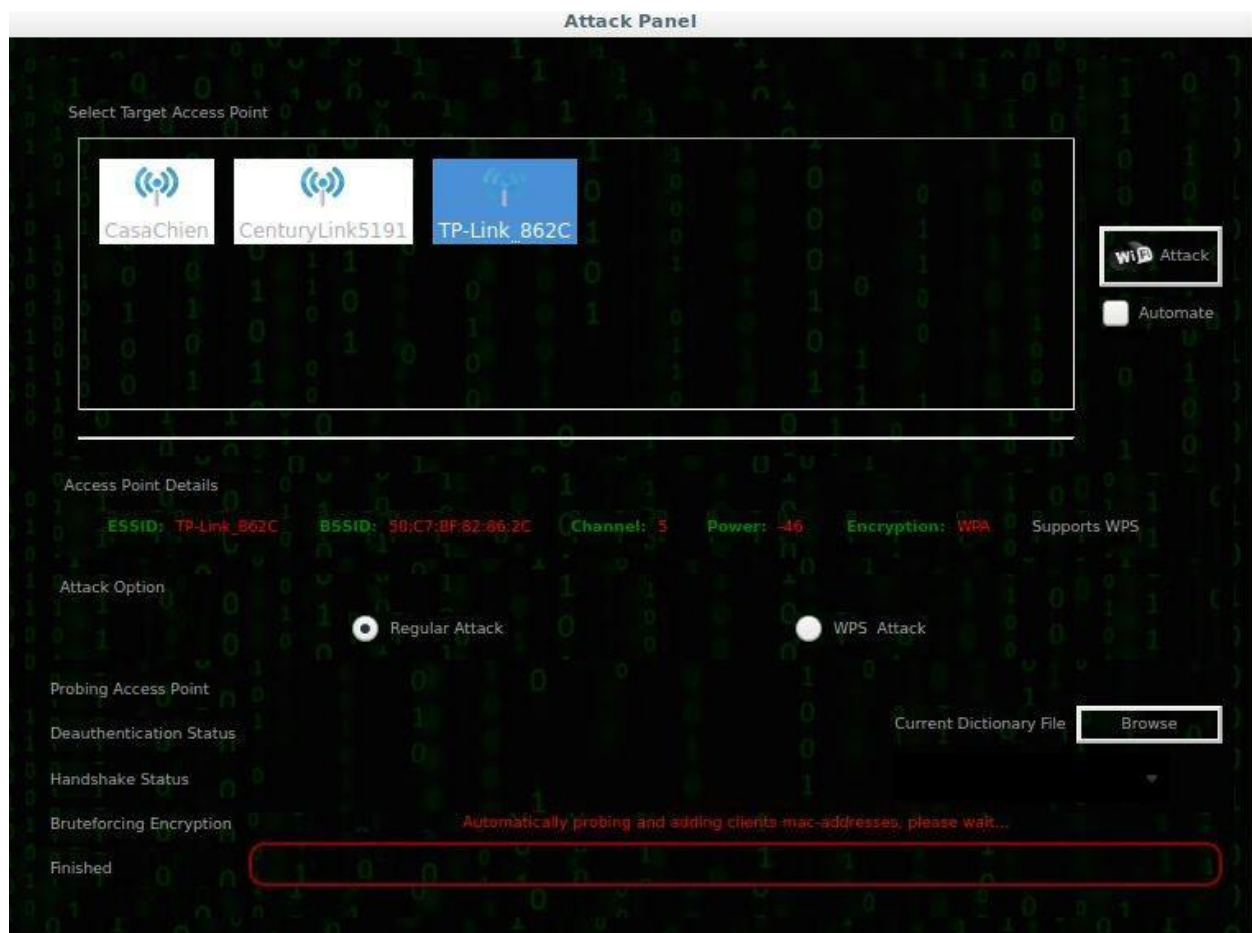 Attack Panel
Select Target Access Point
CasaChien CenturyLink5191 TP-Link_862C
WiFi Attack
Automate
Access Point Details
ESSID: TP-Link_862C BSSID: 50:C7:BF:82:86:2C Channel: 5 Power: -46 Encryption: WPA Supports WPS
Attack Option
Regular Attack WPS Attack
Probing Access Point
Current Dictionary File Browse
Deauthentication Status
Handshake Status
Bruteforcing Encryption Automatically probing and adding clients mac-addresses, please wait...
Finished